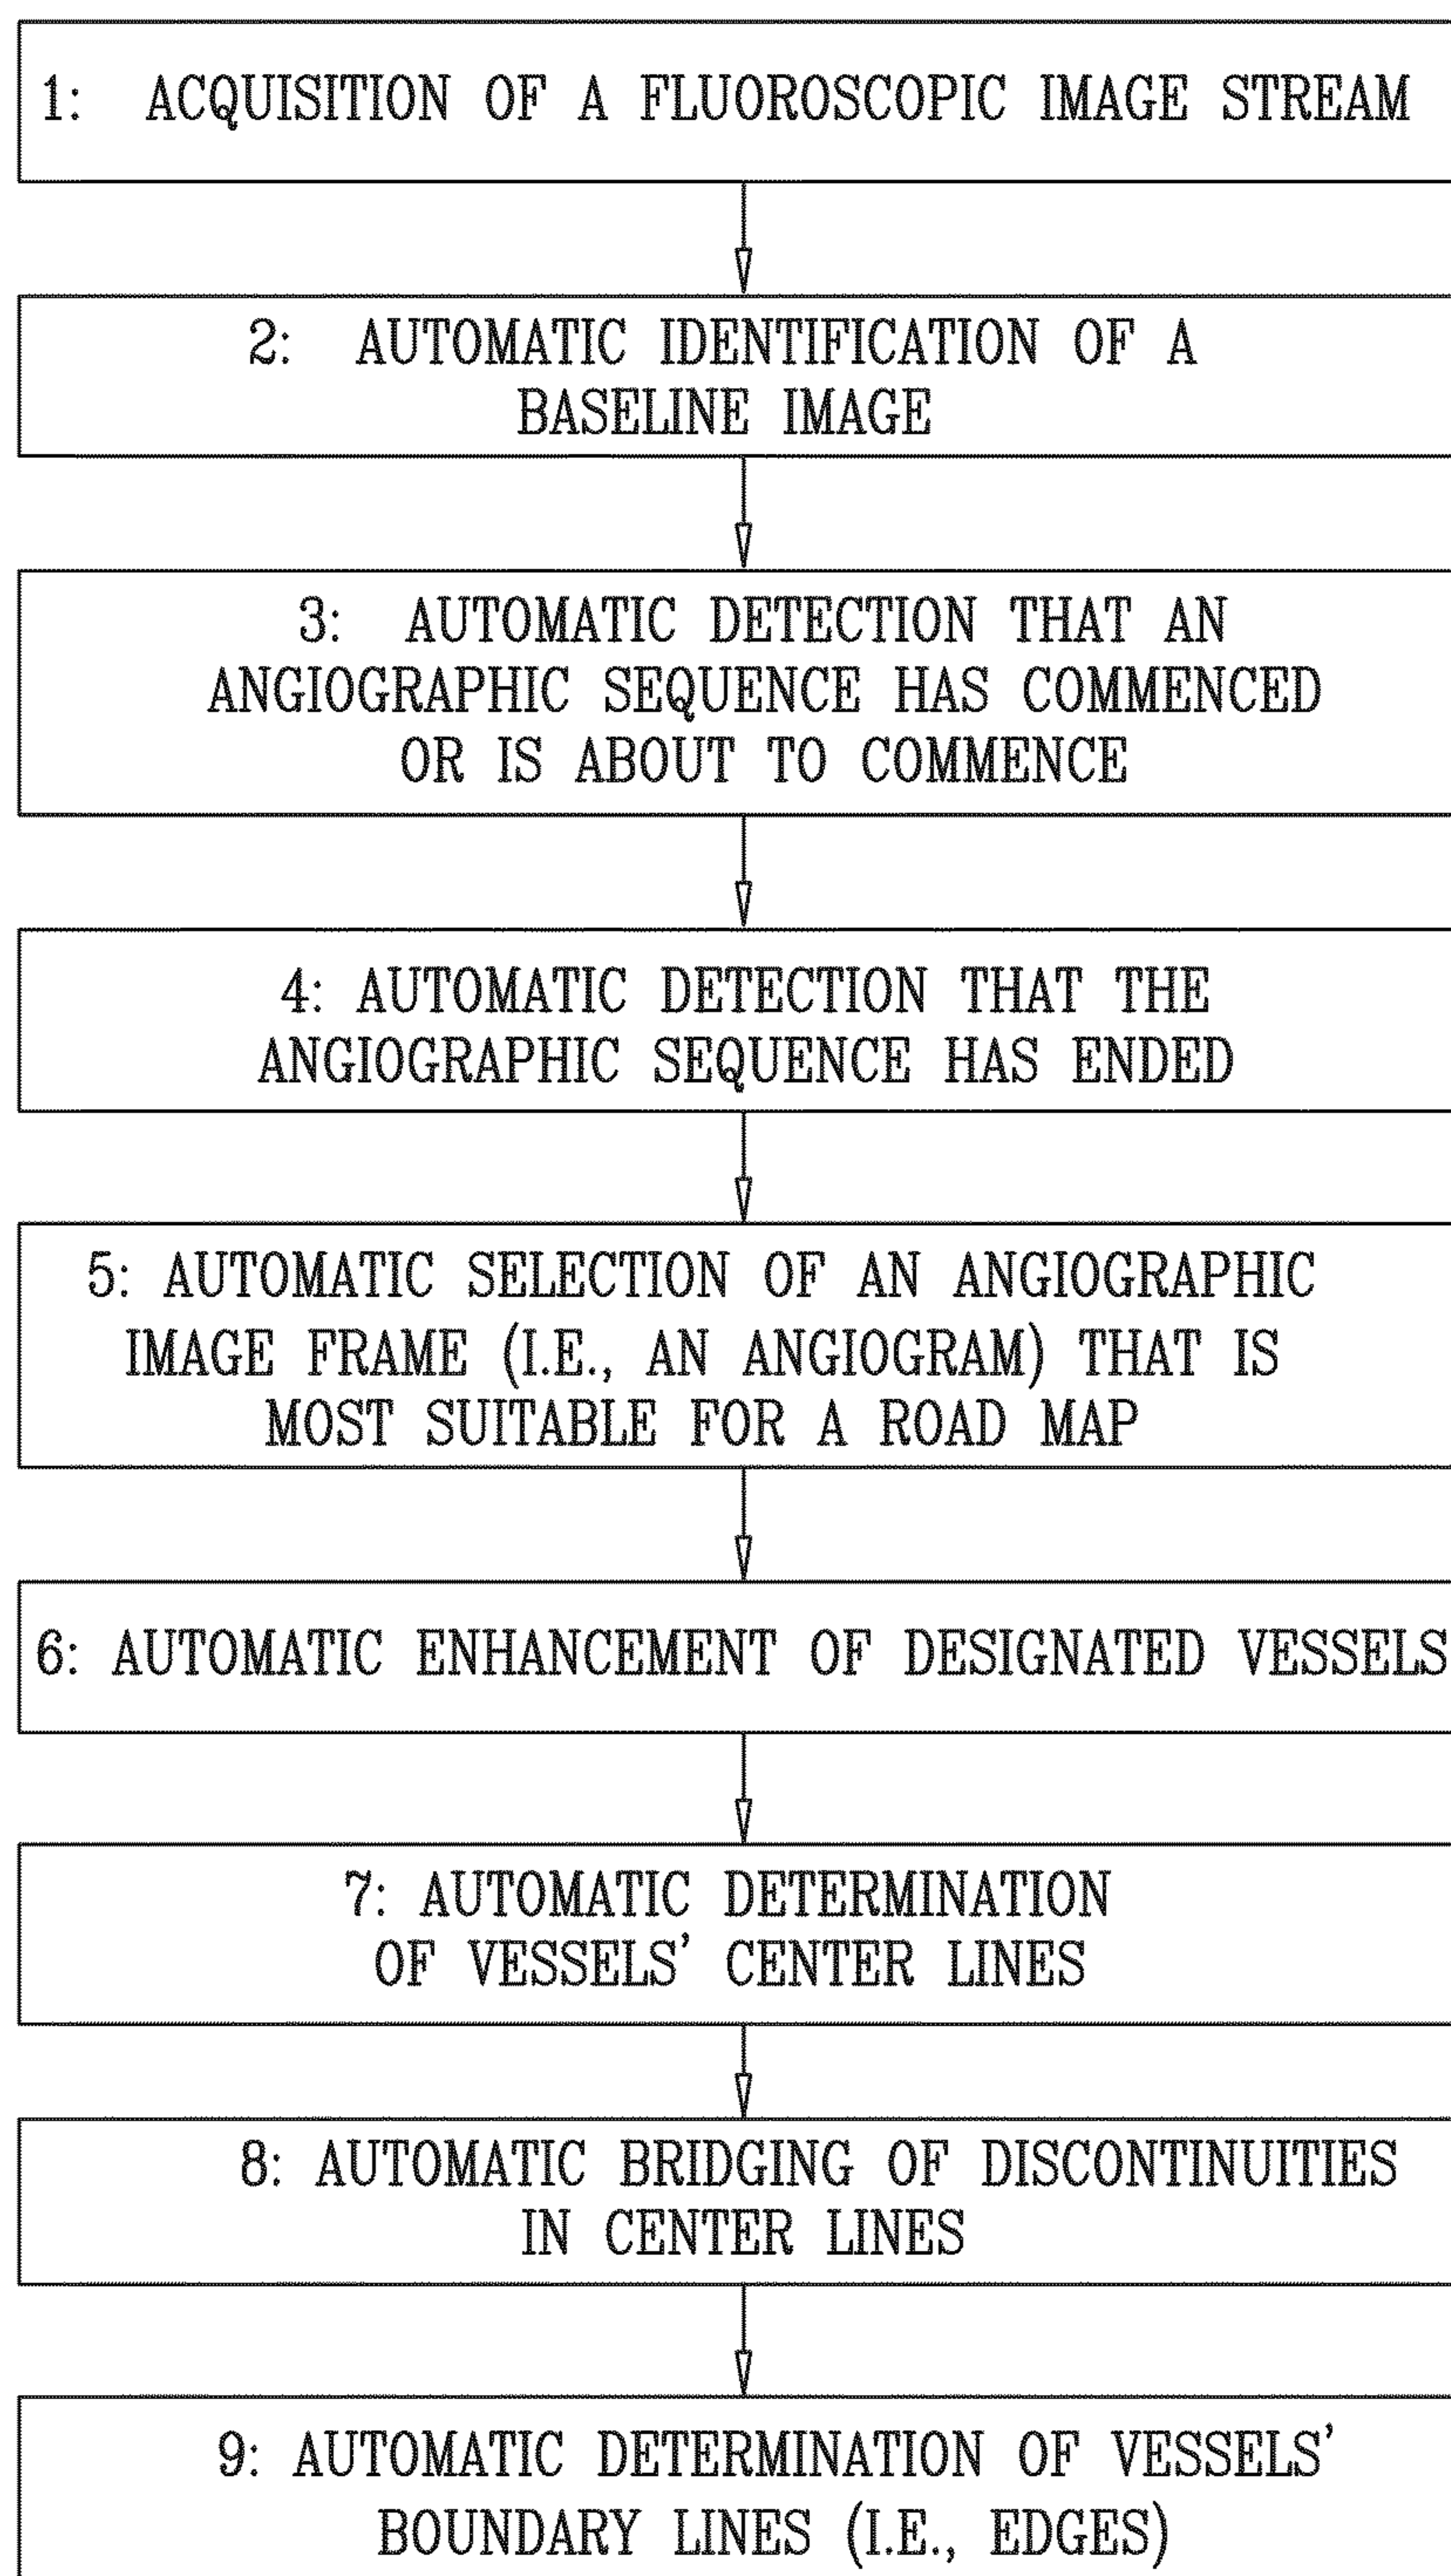 1: ACQUISITION OF A FLUOROSCOPIC IMAGE STREAM
2: AUTOMATIC IDENTIFICATION OF A
BASELINE IMAGE
3: AUTOMATIC DETECTION THAT AN
ANGIOGRAPHIC SEQUENCE HAS COMMENCED
OR IS ABOUT TO COMMENCE
4: AUTOMATIC DETECTION THAT THE
ANGIOGRAPHIC SEQUENCE HAS ENDED
5: AUTOMATIC SELECTION OF AN ANGIOGRAPHIC
IMAGE FRAME (I.E., AN ANGIOGRAM) THAT IS
MOST SUITABLE FOR A ROAD MAP
6: AUTOMATIC ENHANCEMENT OF DESIGNATED VESSELS
7: AUTOMATIC DETERMINATION
OF VESSELS' CENTER LINES
8: AUTOMATIC BRIDGING OF DISCONTINUITIES
IN CENTER LINES
9: AUTOMATIC DETERMINATION OF VESSELS'
BOUNDARY LINES (I.E., EDGES)